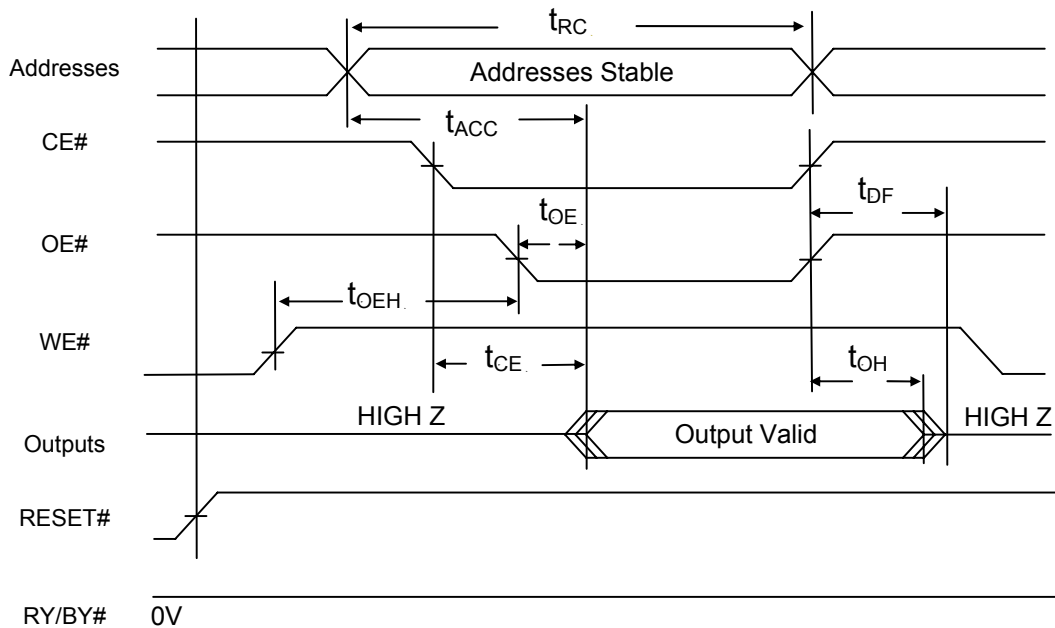 tRC
Addresses
Addresses Stable
tACC
CE#
tDF
tOE
OE#
tOEH
WE#
tCE
tOH
HIGH Z
HIGH Z
Output Valid
Outputs
RESET#
RY/BY#
0V